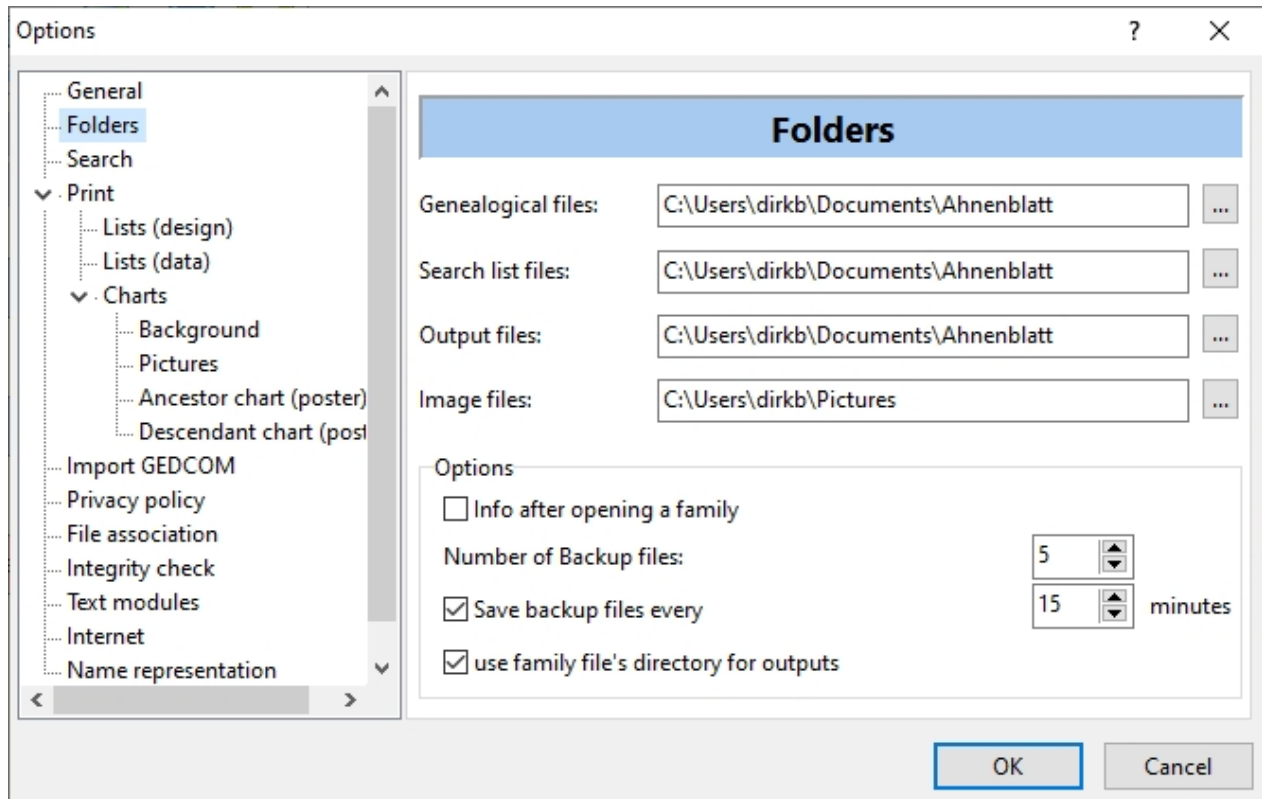 Options
General
Folders
Search
Print
Lists (design)
Lists (data)
Charts
Background
Pictures
Ancestor chart (poster)
Descendant chart (post
Import GEDCOM
Privacy policy
File association
Integrity check
Text modules
Internet
Name representation
Folders
Genealogical files: C:\Users\dirkb\Documents\Ahnenblatt ...
Search list files: C:\Users\dirkb\Documents\Ahnenblatt ...
Output files: C:\Users\dirkb\Documents\Ahnenblatt ...
Image files: C:\Users\dirkb\Pictures ...
Options
Info after opening a family
Number of Backup files: 5
Save backup files every 15 minutes
use family file's directory for outputs
OK Cancel